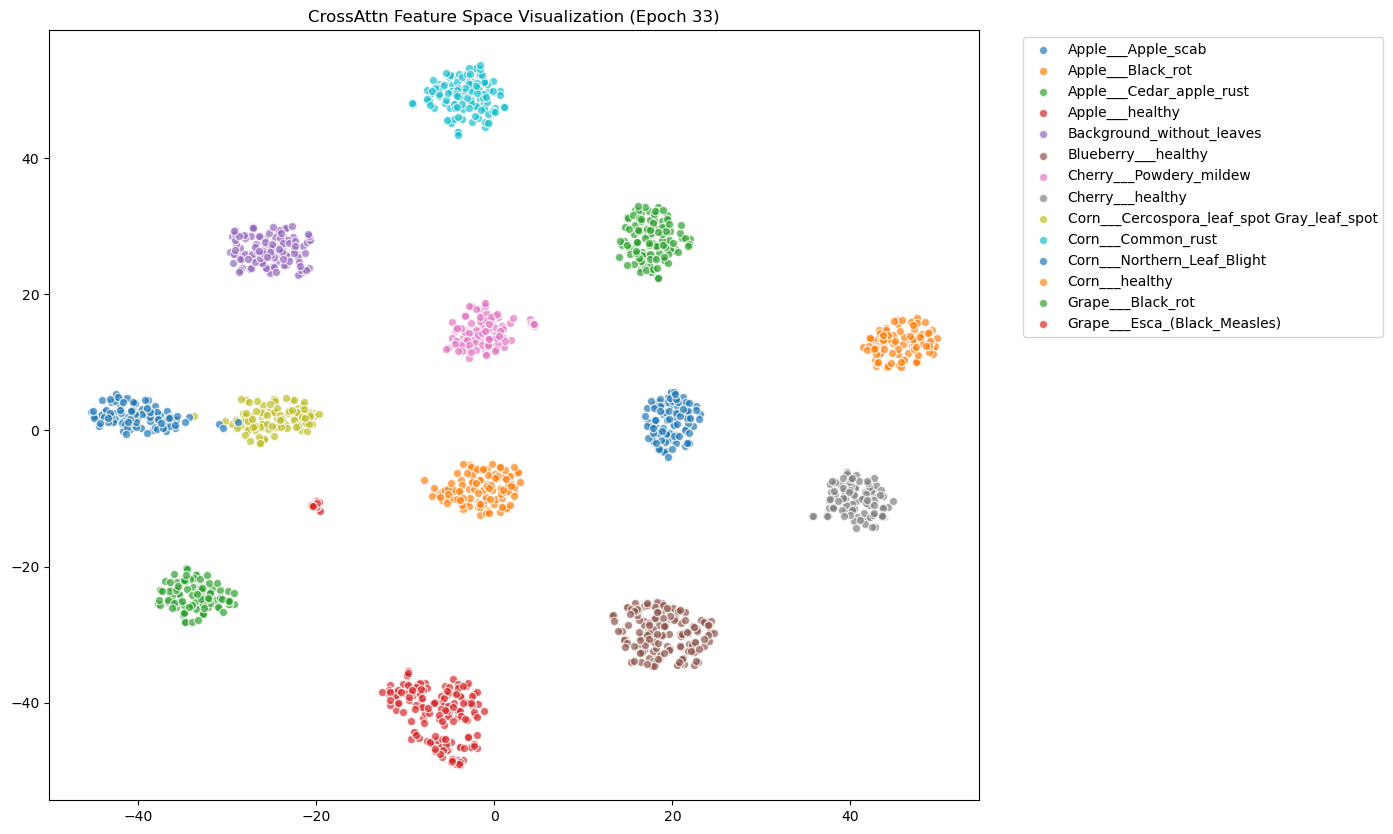 CrossAttn Feature Space Visualization (Epoch 33)
Apple___Apple_scab
Apple___Black_rot
Apple___Cedar_apple_rust
Apple___healthy
Background_without_leaves
Blueberry___healthy
Cherry___Powdery_mildew
Cherry___healthy
Corn___Cercospora_leaf_spot Gray_leaf_spot
Corn___Common_rust
Corn___Northern_Leaf_Blight
Corn___healthy
Grape___Black_rot
Grape___Esca_(Black_Measles)
40
20
0
−20
−40
−40
−20
0
20
40